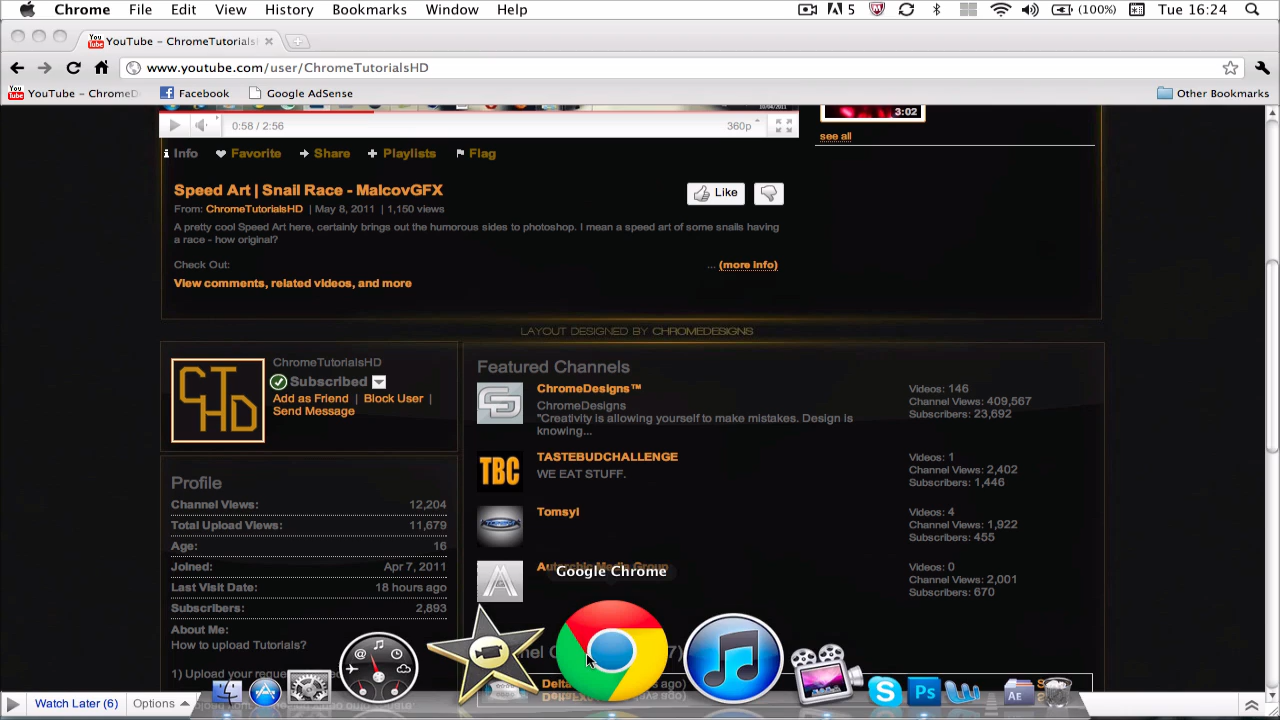 Chrome File Edit View History Bookmarks Window Help 5 (100%) Tue 16:24
YouTube - ChromeTutorials
www.youtube.com/user/ChromeTutorialsHD
YouTube - ChromeD Facebook Google AdSense Other Bookmarks
3:02
0:58 / 2:56 360p
see all
Info Favorite Share Playlists Flag
Speed Art | Snail Race - MalcovGFX
Like
From: ChromeTutorialsHD | May 8, 2011 | 1,150 views
A pretty cool Speed Art here, certainly brings out the humorous sides to photoshop. I mean a speed art of some snails having
a race - how original?
Check Out: ... (more info)
View comments, related videos, and more
LAYOUT DESIGNED BY CHROMEDESIGNS
CTHD
ChromeTutorialsHD
Subscribed
Add as Friend | Block User |
Send Message
Profile
Channel Views: 12,204
Total Upload Views: 11,679
Age: 16
Joined: Apr 7, 2011
Last Visit Date: 18 hours ago
Subscribers: 2,893
About Me:
How to upload Tutorials?
1) Upload your
Featured Channels
ChromeDesigns™
ChromeDesigns
"Creativity is allowing yourself to make mistakes. Design is
knowing...
Videos: 146
Channel Views: 409,567
Subscribers: 23,692
TBC
TASTEBUDCHALLENGE
WE EAT STUFF.
Videos: 1
Channel Views: 2,402
Subscribers: 1,446
Tomsyl
Videos: 4
Channel Views: 1,922
Subscribers: 455
Group
Videos: 0
Channel Views: 2,001
Subscribers: 670
Google Chrome
Ps
AE
Watch Later (6) Options